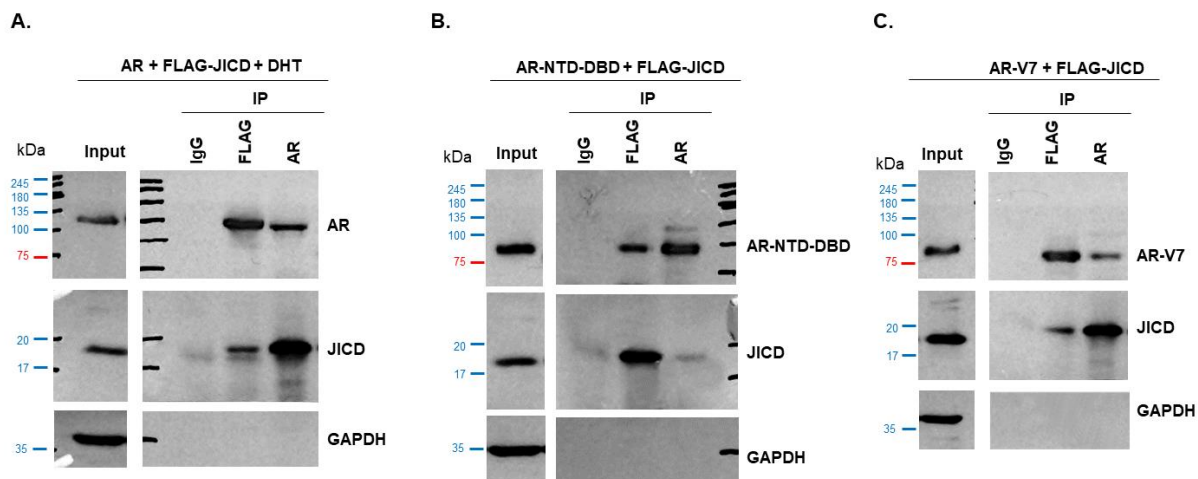 A.
AR + FLAG-JICD + DHT
IP
kDa
Input
IgG
FLAG
AR
245
180
135
100
75
AR
20
17
JICD
35
GAPDH
B.
AR-NTD-DBD + FLAG-JICD
IP
kDa
Input
IgG
FLAG
AR
245
180
135
100
75
AR-NTD-DBD
20
17
JICD
35
GAPDH
C.
AR-V7 + FLAG-JICD
IP
kDa
Input
IgG
FLAG
AR
245
180
135
100
75
AR-V7
20
17
JICD
35
GAPDH